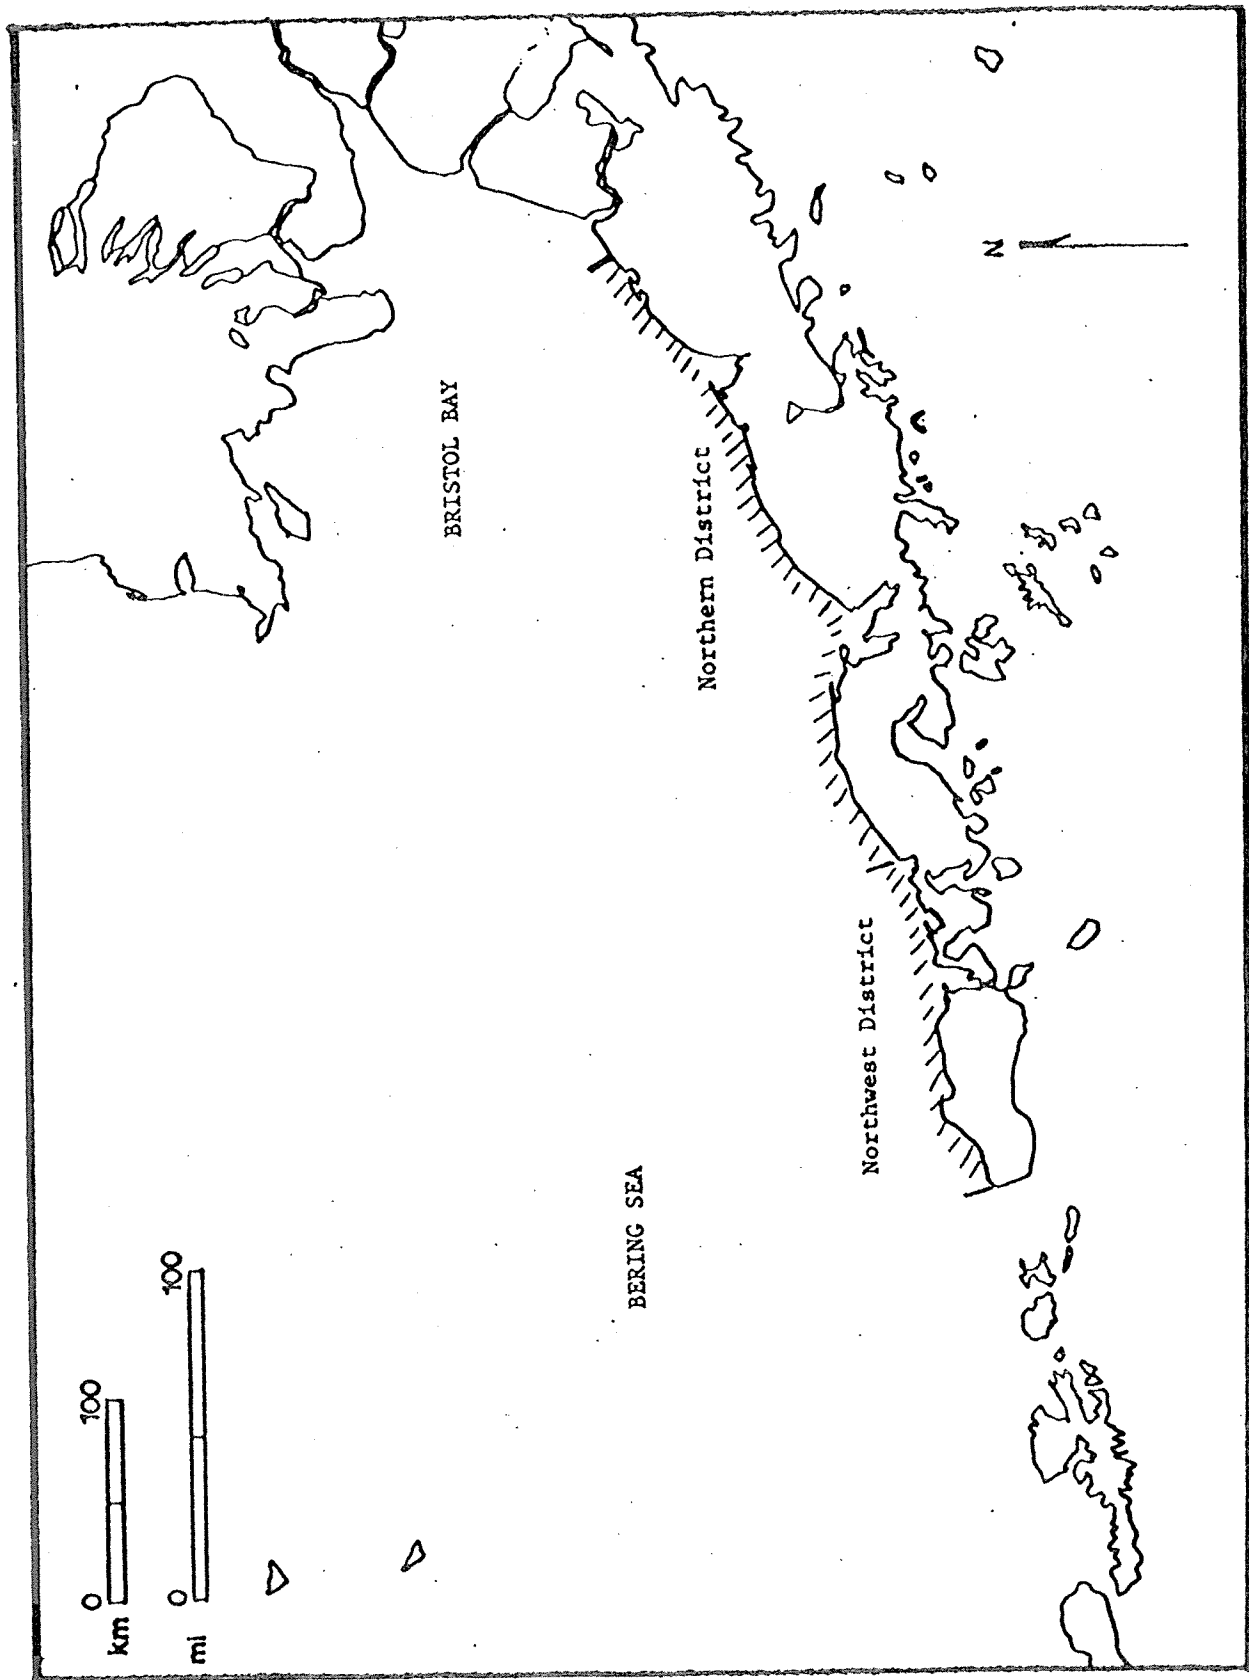 0 100
km
0 100
mi
BRISTOL BAY
BERING SEA
Northern District
Northwest District
N